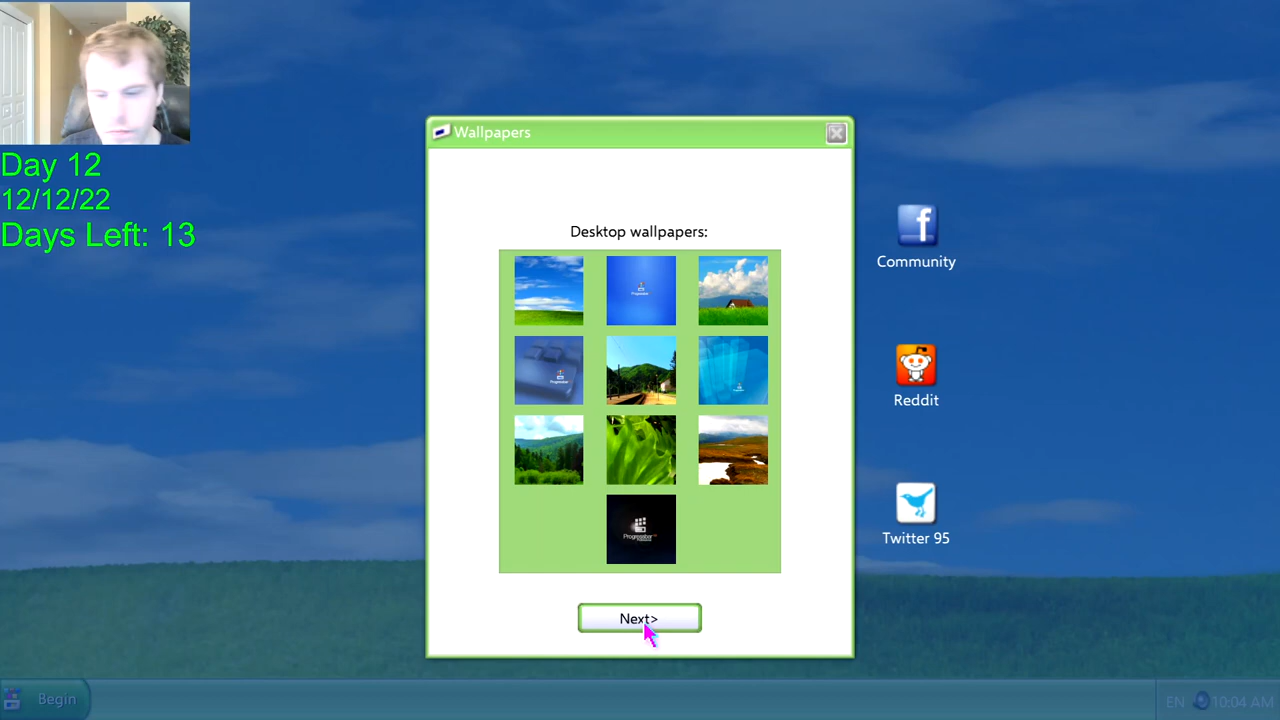 Day 12
12/12/22
Days Left: 13
Wallpapers
Desktop wallpapers:
Next>
Community
Reddit
Twitter 95
Begin
EN
10:04 AM